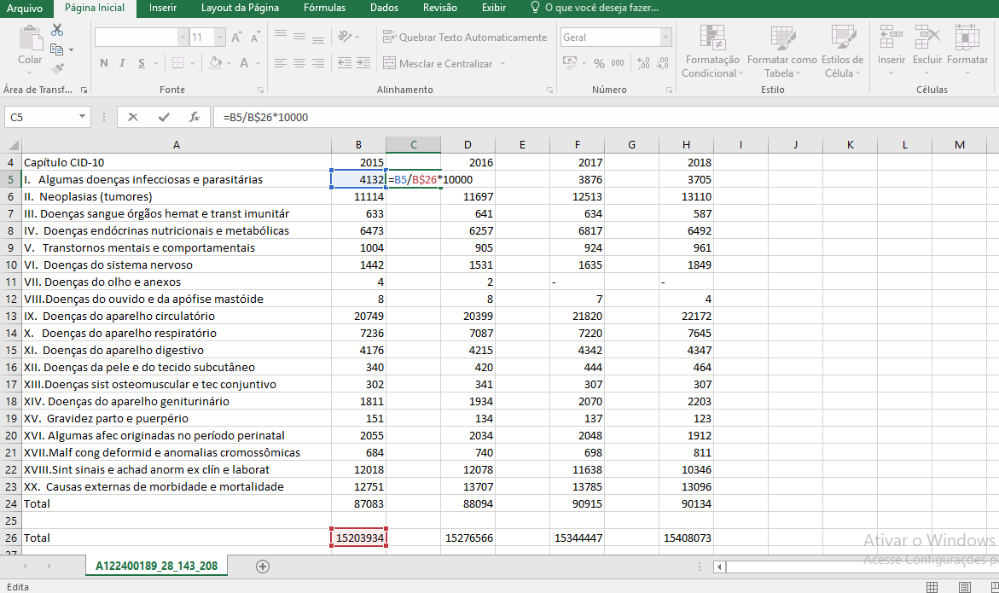 Arquivo Página Inicial Inserir Layout da Página Fórmulas Dados Revisão Exibir O que você deseja fazer...
Colar
11
N I S
A A A
Quebrar Texto Automaticamente
Mesclar e Centralizar
Geral
% 000
Formatação Condicional
Formatar como Tabela
Estilos de Célula
Inserir Excluir Formatar
Área de Transf... Fonte Alinhamento Número Estilo Células
C5 fx =B5/B$26*10000
A B C D E F G H I J K L M
4 Capítulo CID-10 2015 2016 2017 2018
5 I. Algumas doenças infecciosas e parasitárias 4132 =B5/B$26*10000 3876 3705
6 II. Neoplasias (tumores) 11114 11697 12513 13110
7 III. Doenças sangue órgãos hemat e transt imunitár 633 641 634 587
8 IV. Doenças endócrinas nutricionais e metabólicas 6473 6257 6817 6492
9 V. Transtornos mentais e comportamentais 1004 905 924 961
10 VI. Doenças do sistema nervoso 1442 1531 1635 1849
11 VII. Doenças do olho e anexos 4 2 - -
12 VIII.Doenças do ouvido e da apófise mastóide 8 8 7 4
13 IX. Doenças do aparelho circulatório 20749 20399 21820 22172
14 X. Doenças do aparelho respiratório 7236 7087 7220 7645
15 XI. Doenças do aparelho digestivo 4176 4215 4342 4347
16 XII. Doenças da pele e do tecido subcutâneo 340 420 444 464
17 XIII.Doenças sist osteomuscular e tec conjuntivo 302 341 307 307
18 XIV. Doenças do aparelho geniturinário 1811 1934 2070 2203
19 XV. Gravidez parto e puerpério 151 134 137 123
20 XVI. Algumas afec originadas no período perinatal 2055 2034 2048 1912
21 XVII.Malf cong deformid e anomalias cromossômicas 684 740 698 811
22 XVIII.Sint sinais e achad anorm ex clín e laborat 12018 12078 11638 10346
23 XX. Causas externas de morbidade e mortalidade 12751 13707 13785 13096
24 Total 87083 88094 90915 90134
25
26 Total 15203934 15276566 15344447 15408073
27
Ativar o Windows
Acesse Configurações p
A122400189_28_143_208
Edita